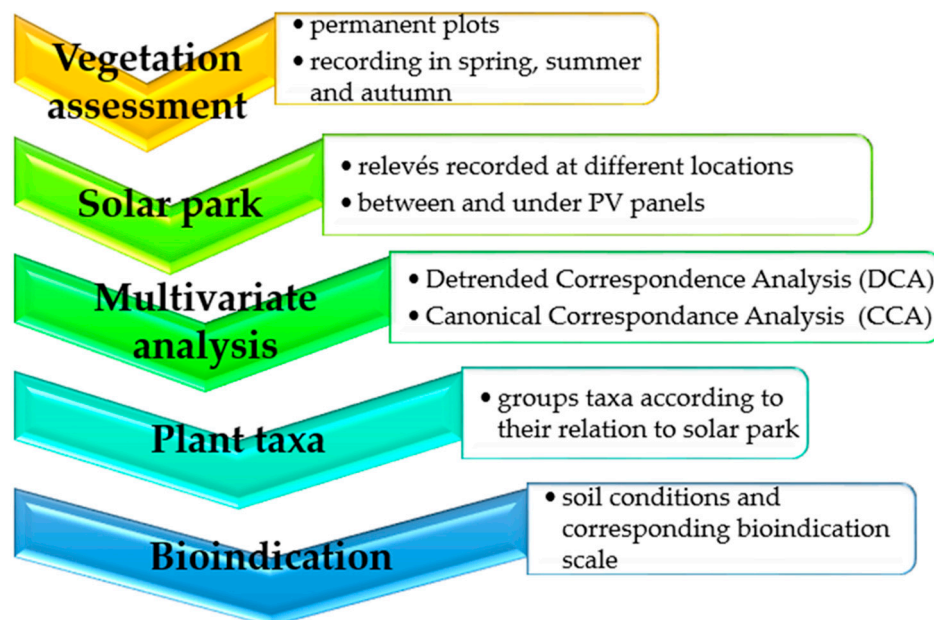 Vegetation
assessment
• permanent plots
• recording in spring, summer
and autumn
Solar park
• relevés recorded at different locations
• between and under PV panels
Multivariate
analysis
• Detrended Correspondence Analysis (DCA)
• Canonical Correspondance Analysis (CCA)
Plant taxa
• groups taxa according to
their relation to solar park
Bioindication
• soil conditions and
corresponding bioindication
scale